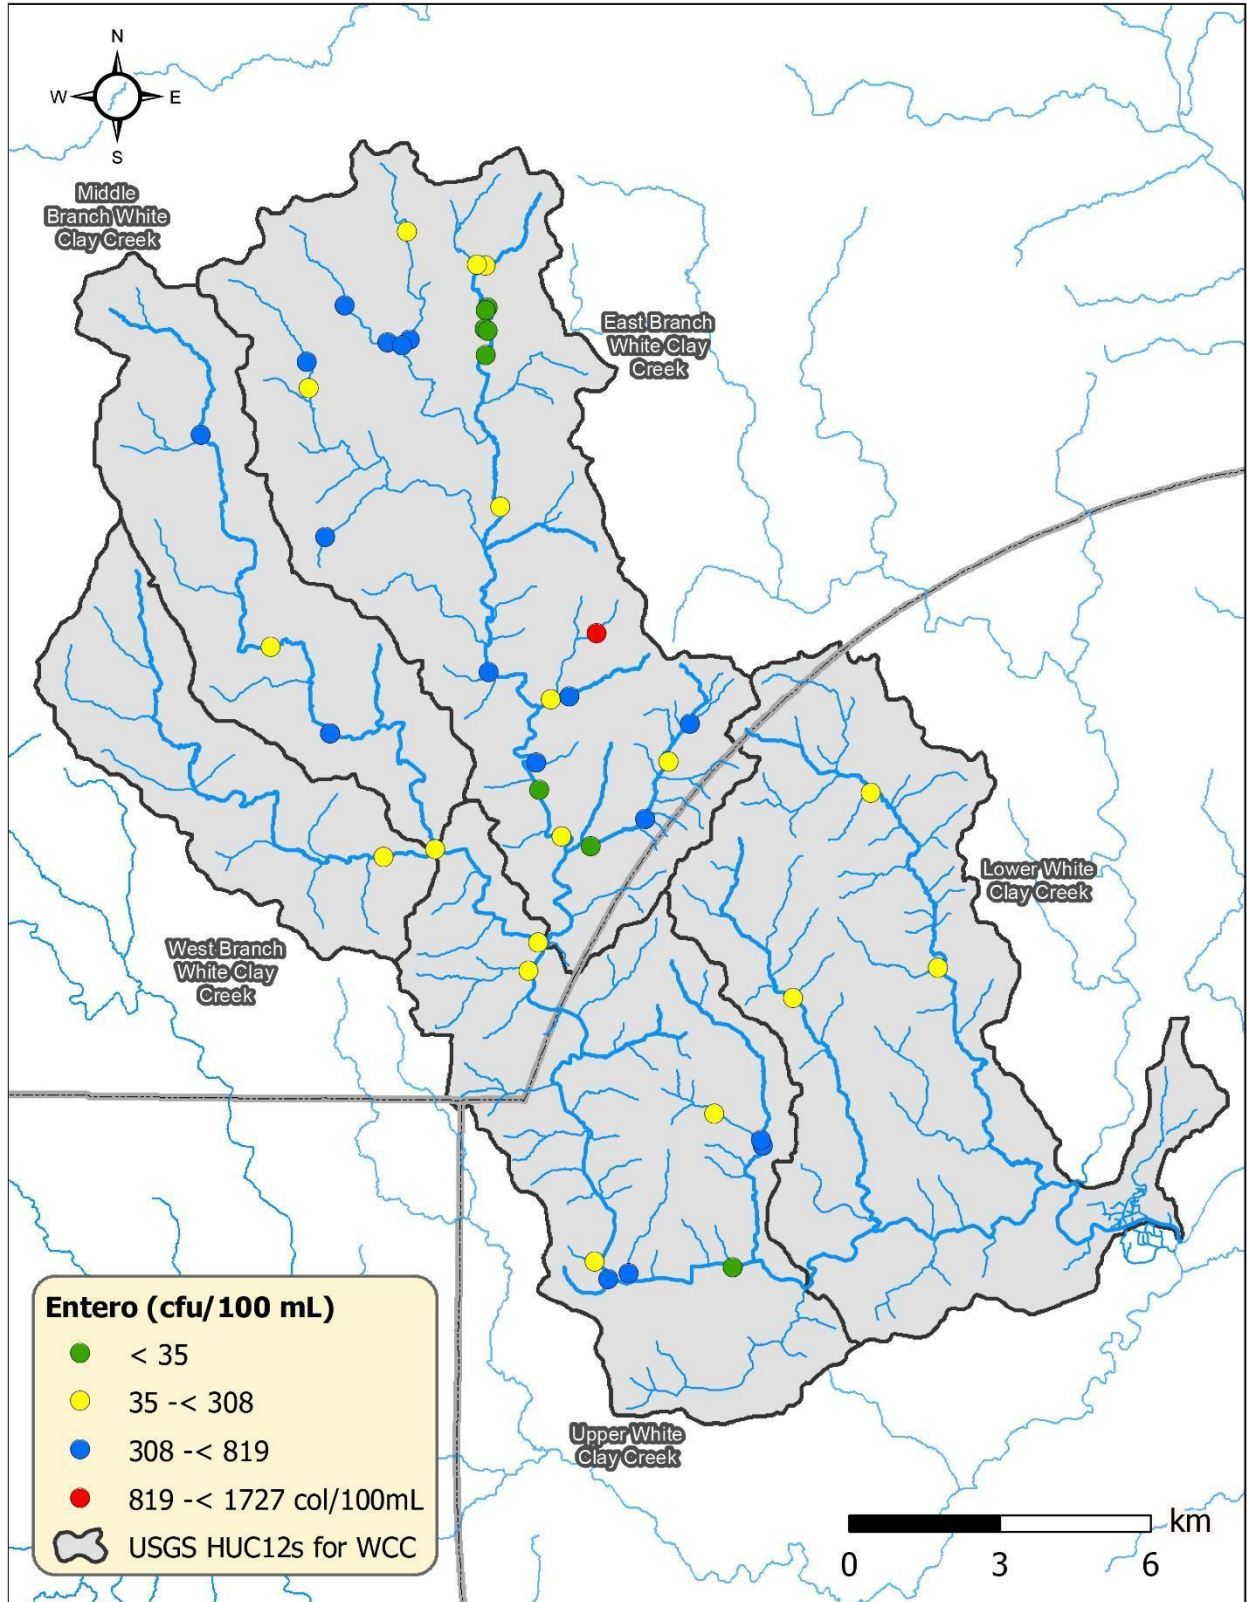 N
W
E
S
Middle
Branch White
Clay Creek
East Branch
White Clay
Creek
Lower White
Clay Creek
West Branch
White Clay
Creek
Upper White
Clay Creek
Entero (cfu/100 mL)
< 35
35 -< 308
308 -< 819
819 -< 1727 col/100mL
USGS HUC12s for WCC
km
0 3 6